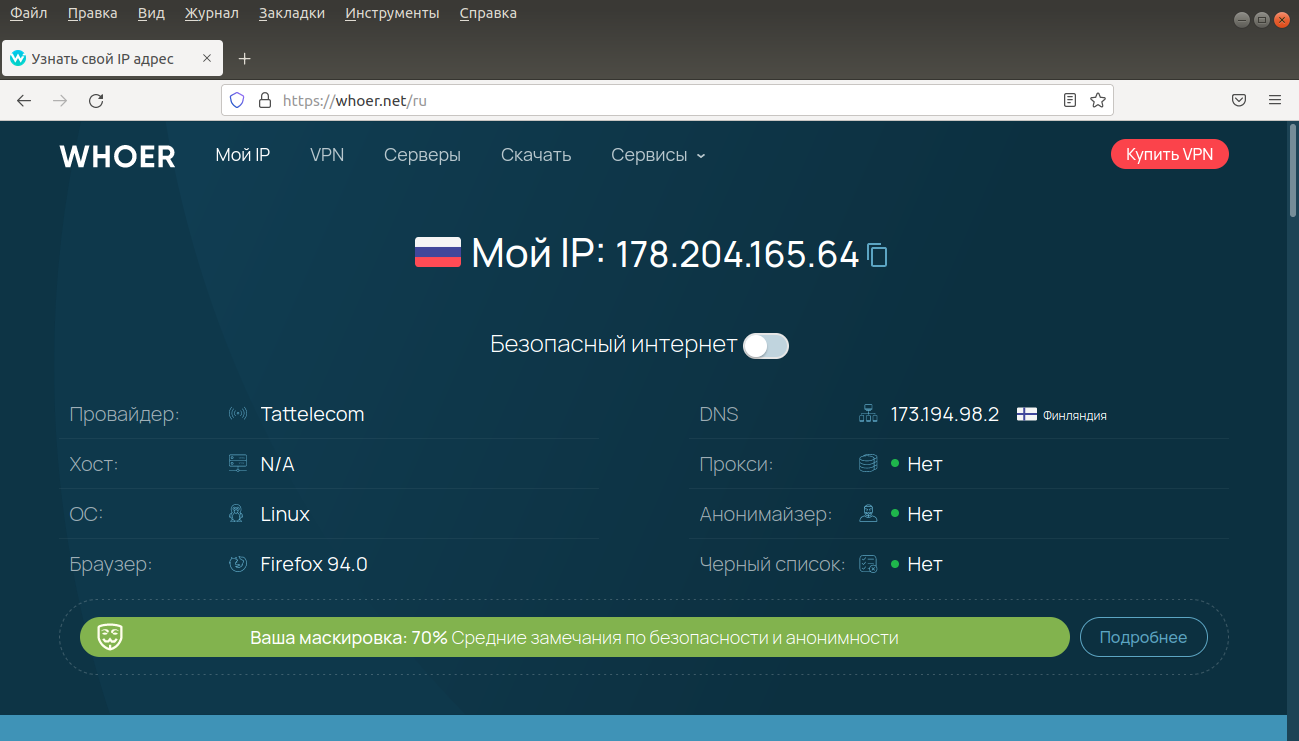 Файл Правка Вид Журнал Закладки Инструменты Справка
Узнать свой IP адрес
https://whoer.net/ru
WHOER Мой IP VPN Серверы Скачать Сервисы Купить VPN
Мой IP: 178.204.165.64
Безопасный интернет
Провайдер: Tattelecom DNS 173.194.98.2 Финляндия
Хост: N/A Прокси: Нет
ОС: Linux Анонимайзер: Нет
Браузер: Firefox 94.0 Черный список: Нет
Ваша маскировка: 70% Средние замечания по безопасности и анонимности Подробнее